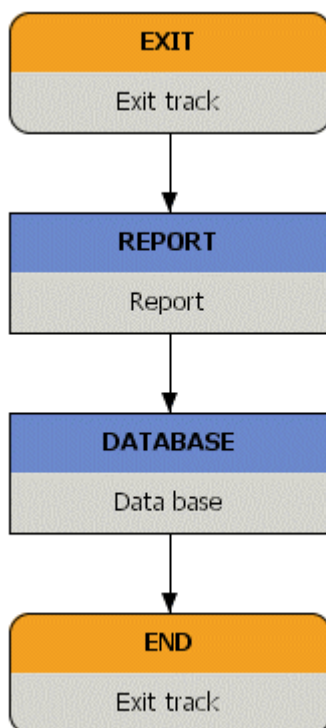 EXIT
Exit track
REPORT
Report
DATABASE
Data base
END
Exit track